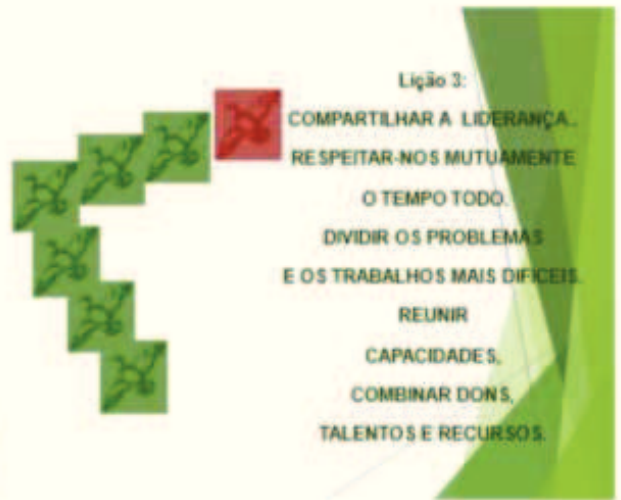 Lição 3:
COMPARTILHAR A LIDERANÇA..
RESPEITAR-NOS MUTUAMENTE
O TEMPO TODO.
DIVIDIR OS PROBLEMAS
E OS TRABALHOS MAIS DIFÍCEIS.
REUNIR
CAPACIDADES,
COMBINAR DONS,
TALENTOS E RECURSOS.